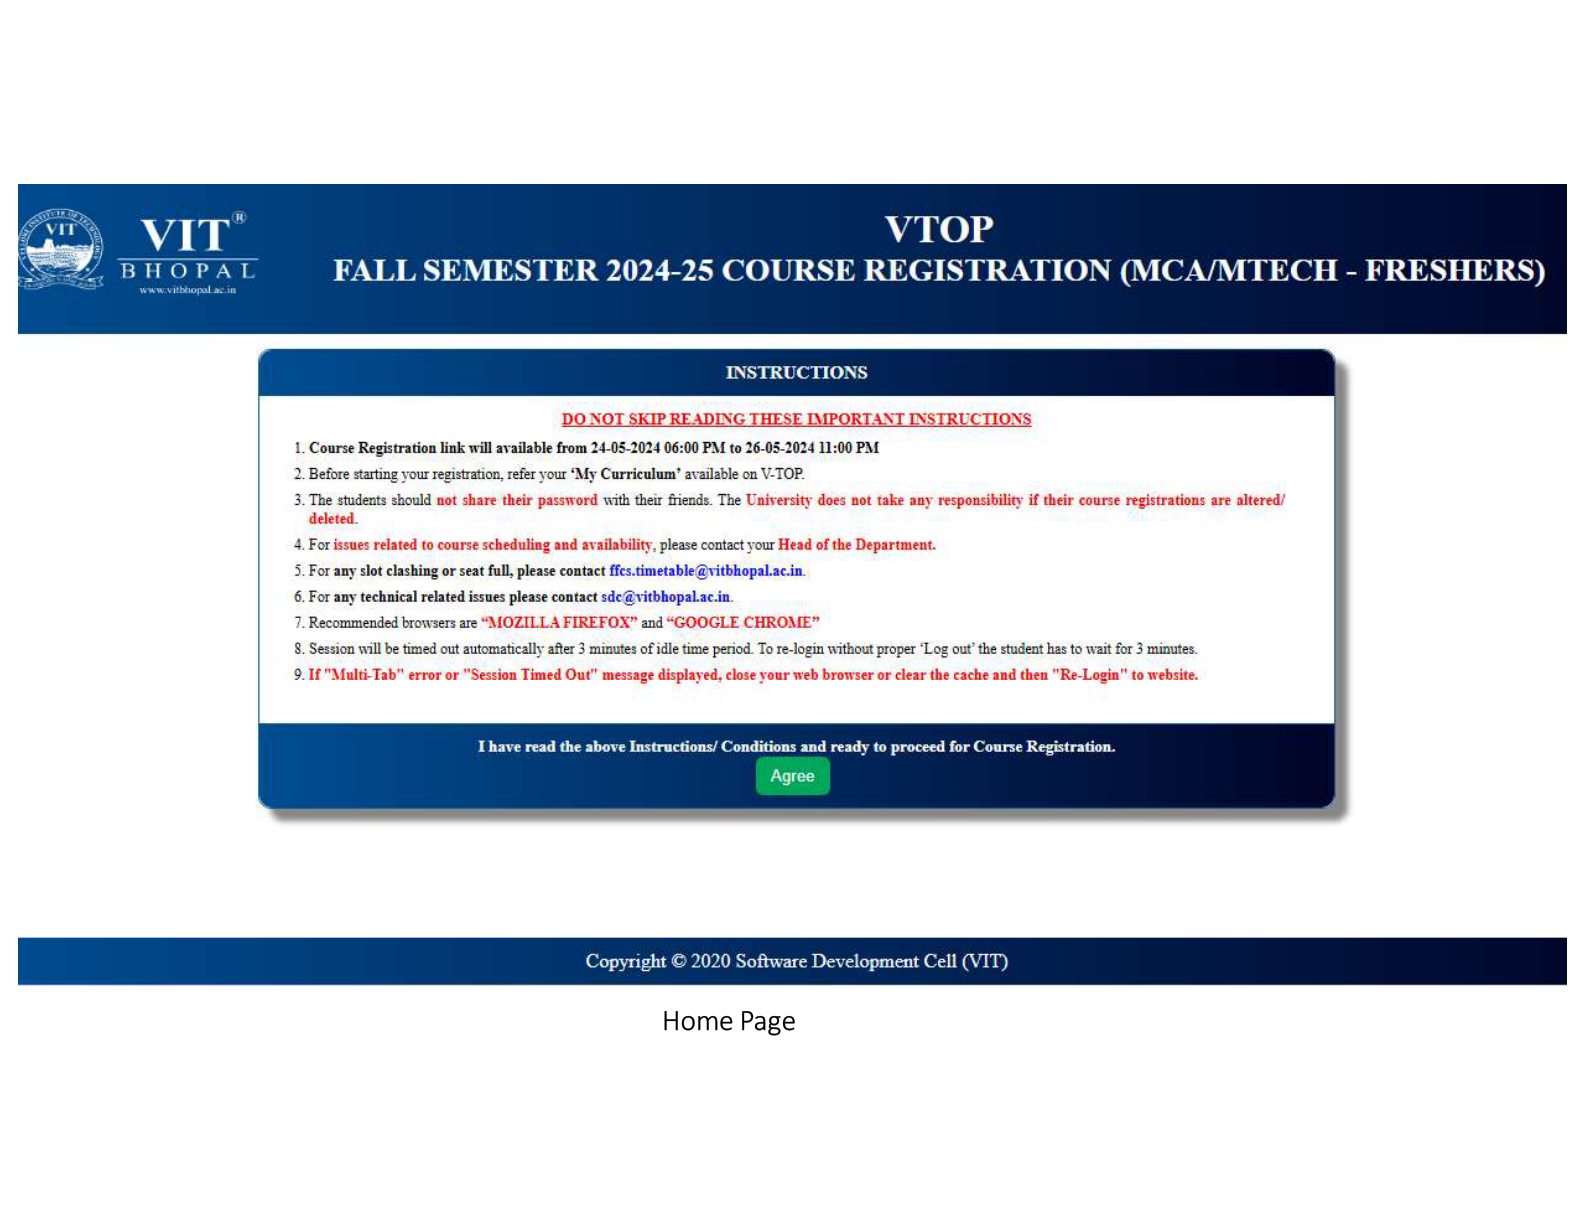 VIT
VIT®
BHOPAL
www.vitbhopal.ac.in
VTOP
FALL SEMESTER 2024-25 COURSE REGISTRATION (MCA/MTECH - FRESHERS)
INSTRUCTIONS
DO NOT SKIP READING THESE IMPORTANT INSTRUCTIONS
1. Course Registration link will available from 24-05-2024 06:00 PM to 26-05-2024 11:00 PM
2. Before starting your registration, refer your ‘My Curriculum’ available on V-TOP.
3. The students should not share their password with their friends. The University does not take any responsibility if their course registrations are altered/
deleted.
4. For issues related to course scheduling and availability, please contact your Head of the Department.
5. For any slot clashing or seat full, please contact ffcs.timetable@vitbhopal.ac.in.
6. For any technical related issues please contact sdc@vitbhopal.ac.in.
7. Recommended browsers are “MOZILLA FIREFOX” and “GOOGLE CHROME”
8. Session will be timed out automatically after 3 minutes of idle time period. To re-login without proper ‘Log out’ the student has to wait for 3 minutes.
9. If "Multi-Tab" error or "Session Timed Out" message displayed, close your web browser or clear the cache and then "Re-Login" to website.
I have read the above Instructions/ Conditions and ready to proceed for Course Registration.
Agree
Copyright © 2020 Software Development Cell (VIT)
Home Page